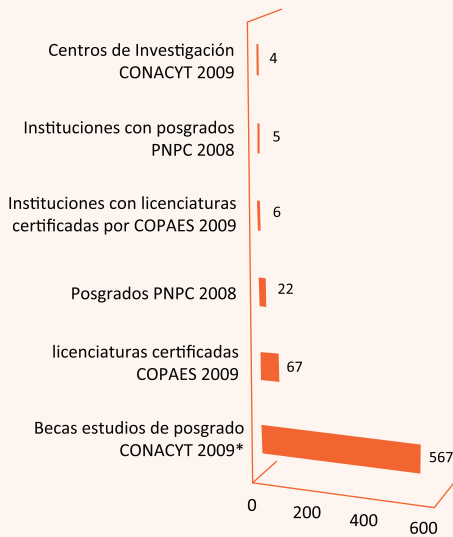 Centros de Investigación
CONACYT 2009
4
Instituciones con posgrados
PNPC 2008
5
Instituciones con licenciaturas
certificadas por COPAES 2009
6
Posgrados PNPC 2008
22
licenciaturas certificadas
COPAES 2009
67
Becas estudios de posgrado
CONACYT 2009*
567
0
200
400
600